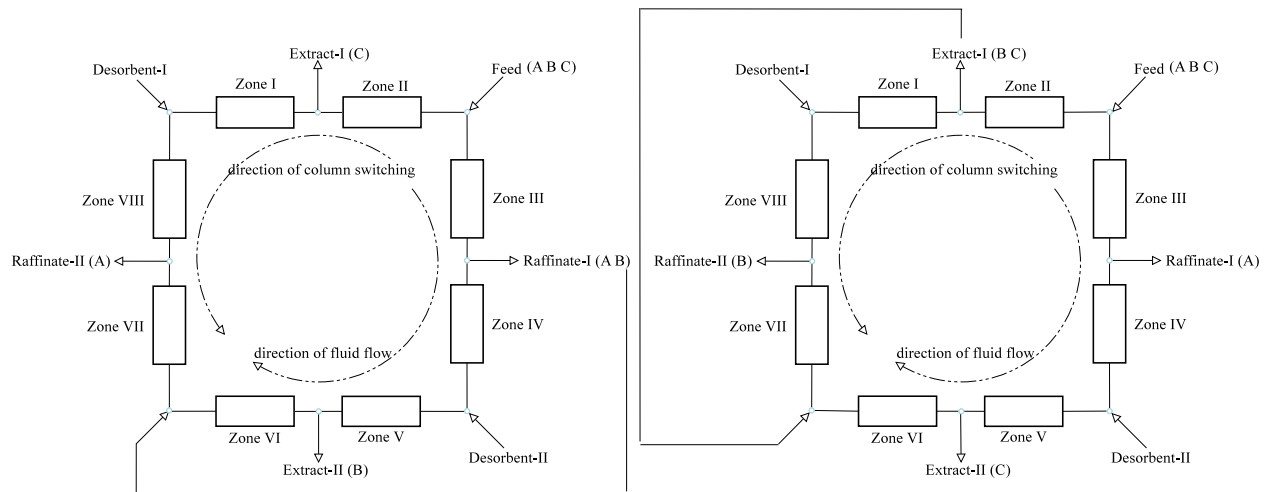 Extract-I (C)
Desorbent-I
Feed (A B C)
Zone I
Zone II
direction of column switching
Zone VIII
Zone III
Raffinate-II (A)
Raffinate-I (A B)
Zone VII
Zone IV
direction of fluid flow
Zone VI
Zone V
Extract-II (B)
Desorbent-II
Extract-I (B C)
Desorbent-I
Feed (A B C)
Zone I
Zone II
direction of column switching
Zone VIII
Zone III
Raffinate-II (B)
Raffinate-I (A)
Zone VII
Zone IV
direction of fluid flow
Zone VI
Zone V
Extract-II (C)
Desorbent-II